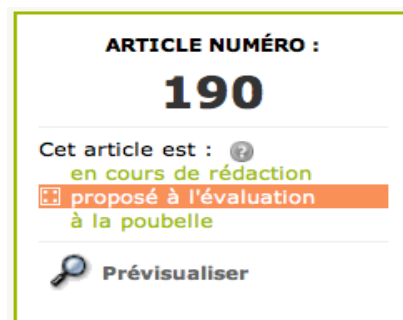 ARTICLE NUMÉRO :
190
Cet article est :
en cours de rédaction
proposé à l'évaluation
à la poubelle
Prévisualiser